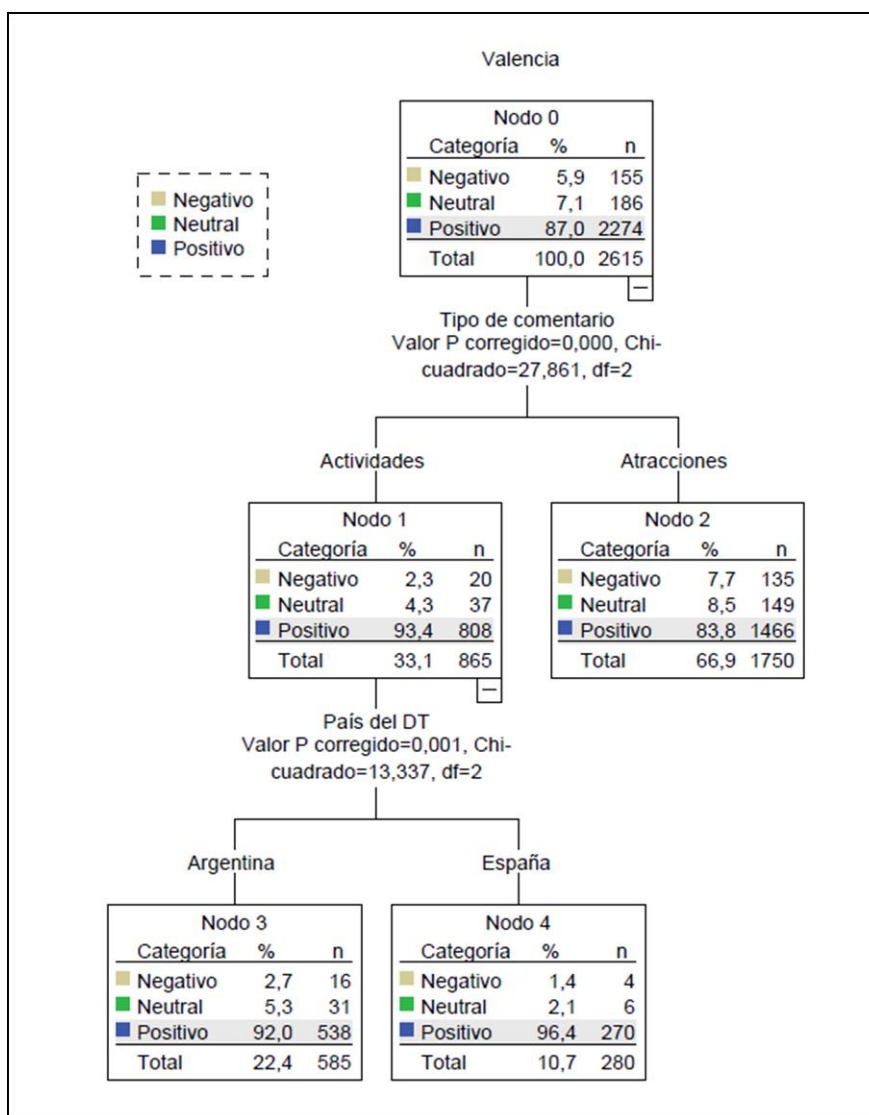 Valencia
Negativo
Neutral
Positivo
Nodo 0
Categoría % n
Negativo 5,9 155
Neutral 7,1 186
Positivo 87,0 2274
Total 100,0 2615
Tipo de comentario
Valor P corregido=0,000, Chi-
cuadrado=27,861, df=2
Actividades
Atracciones
Nodo 1
Categoría % n
Negativo 2,3 20
Neutral 4,3 37
Positivo 93,4 808
Total 33,1 865
Nodo 2
Categoría % n
Negativo 7,7 135
Neutral 8,5 149
Positivo 83,8 1466
Total 66,9 1750
País del DT
Valor P corregido=0,001, Chi-
cuadrado=13,337, df=2
Argentina
España
Nodo 3
Categoría % n
Negativo 2,7 16
Neutral 5,3 31
Positivo 92,0 538
Total 22,4 585
Nodo 4
Categoría % n
Negativo 1,4 4
Neutral 2,1 6
Positivo 96,4 270
Total 10,7 280